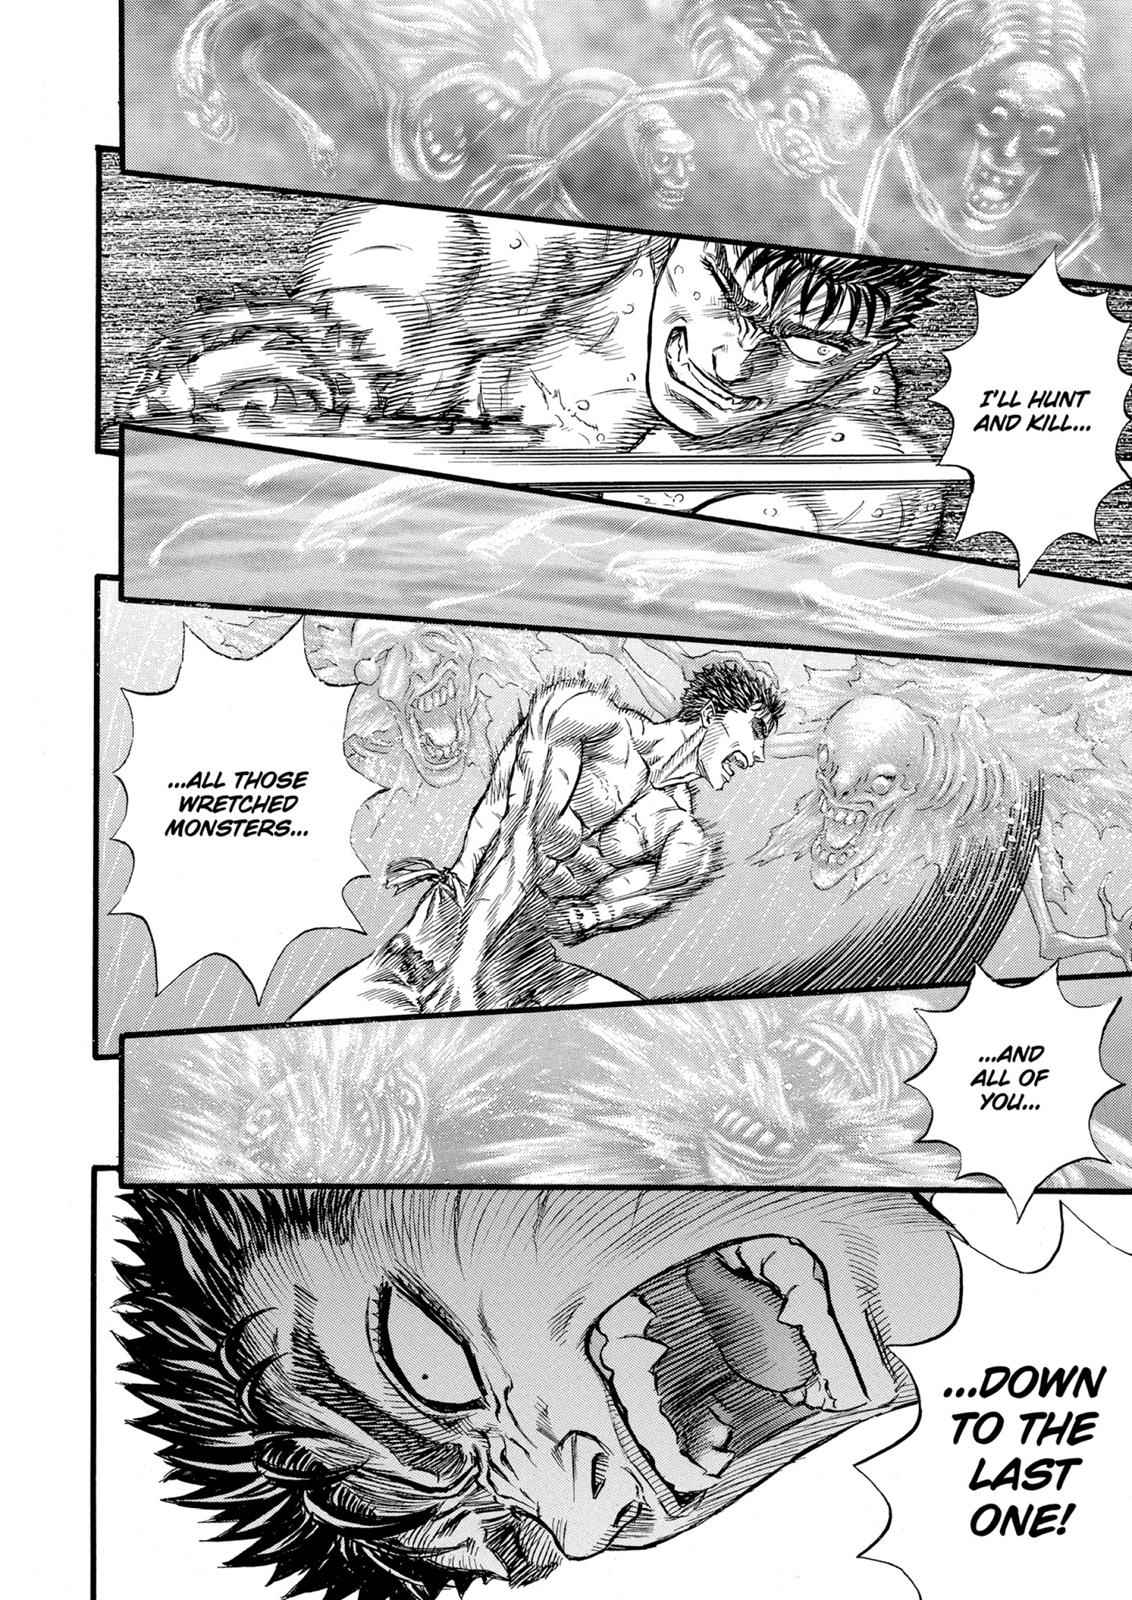 I'LL HUNT
AND KILL...
...ALL THOSE
WRETCHED
MONSTERS...
...AND
ALL OF
YOU...
...DOWN
TO THE
LAST
ONE!